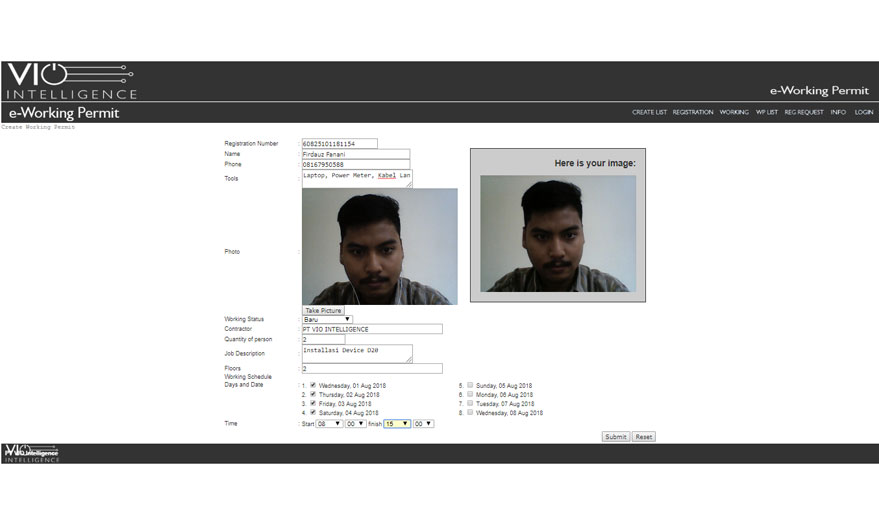 VIO
INTELLIGENCE
e-Working Permit
e-Working Permit
CREATE LIST REGISTRATION WORKING WP LIST REG REQUEST INFO LOGIN
Create Working Permin
Registration Number : 60825101181154
Name : Firdauz Fanani
Phone : 08167950588
Tools : Laptop, Power Meter, Kabel Lan
Here is your image:
Photo :
Take Picture
Working Status : Baru
Contractor : PT VIO INTELLIGENCE
Quantity of person : 2
Job Description : Installasi Device D20
Floors : 2
Working Schedule
Days and Date : 1. Wednesday, 01 Aug 2018 5. Sunday, 05 Aug 2018
2. Thursday, 02 Aug 2018 6. Monday, 06 Aug 2018
3. Friday, 03 Aug 2018 7. Tuesday, 07 Aug 2018
4. Saturday, 04 Aug 2018 8. Wednesday, 08 Aug 2018
Time : Start 08 00 finish 15 00
Submit Reset
VIO
PT VIO Intelligence
INTELLIGENCE